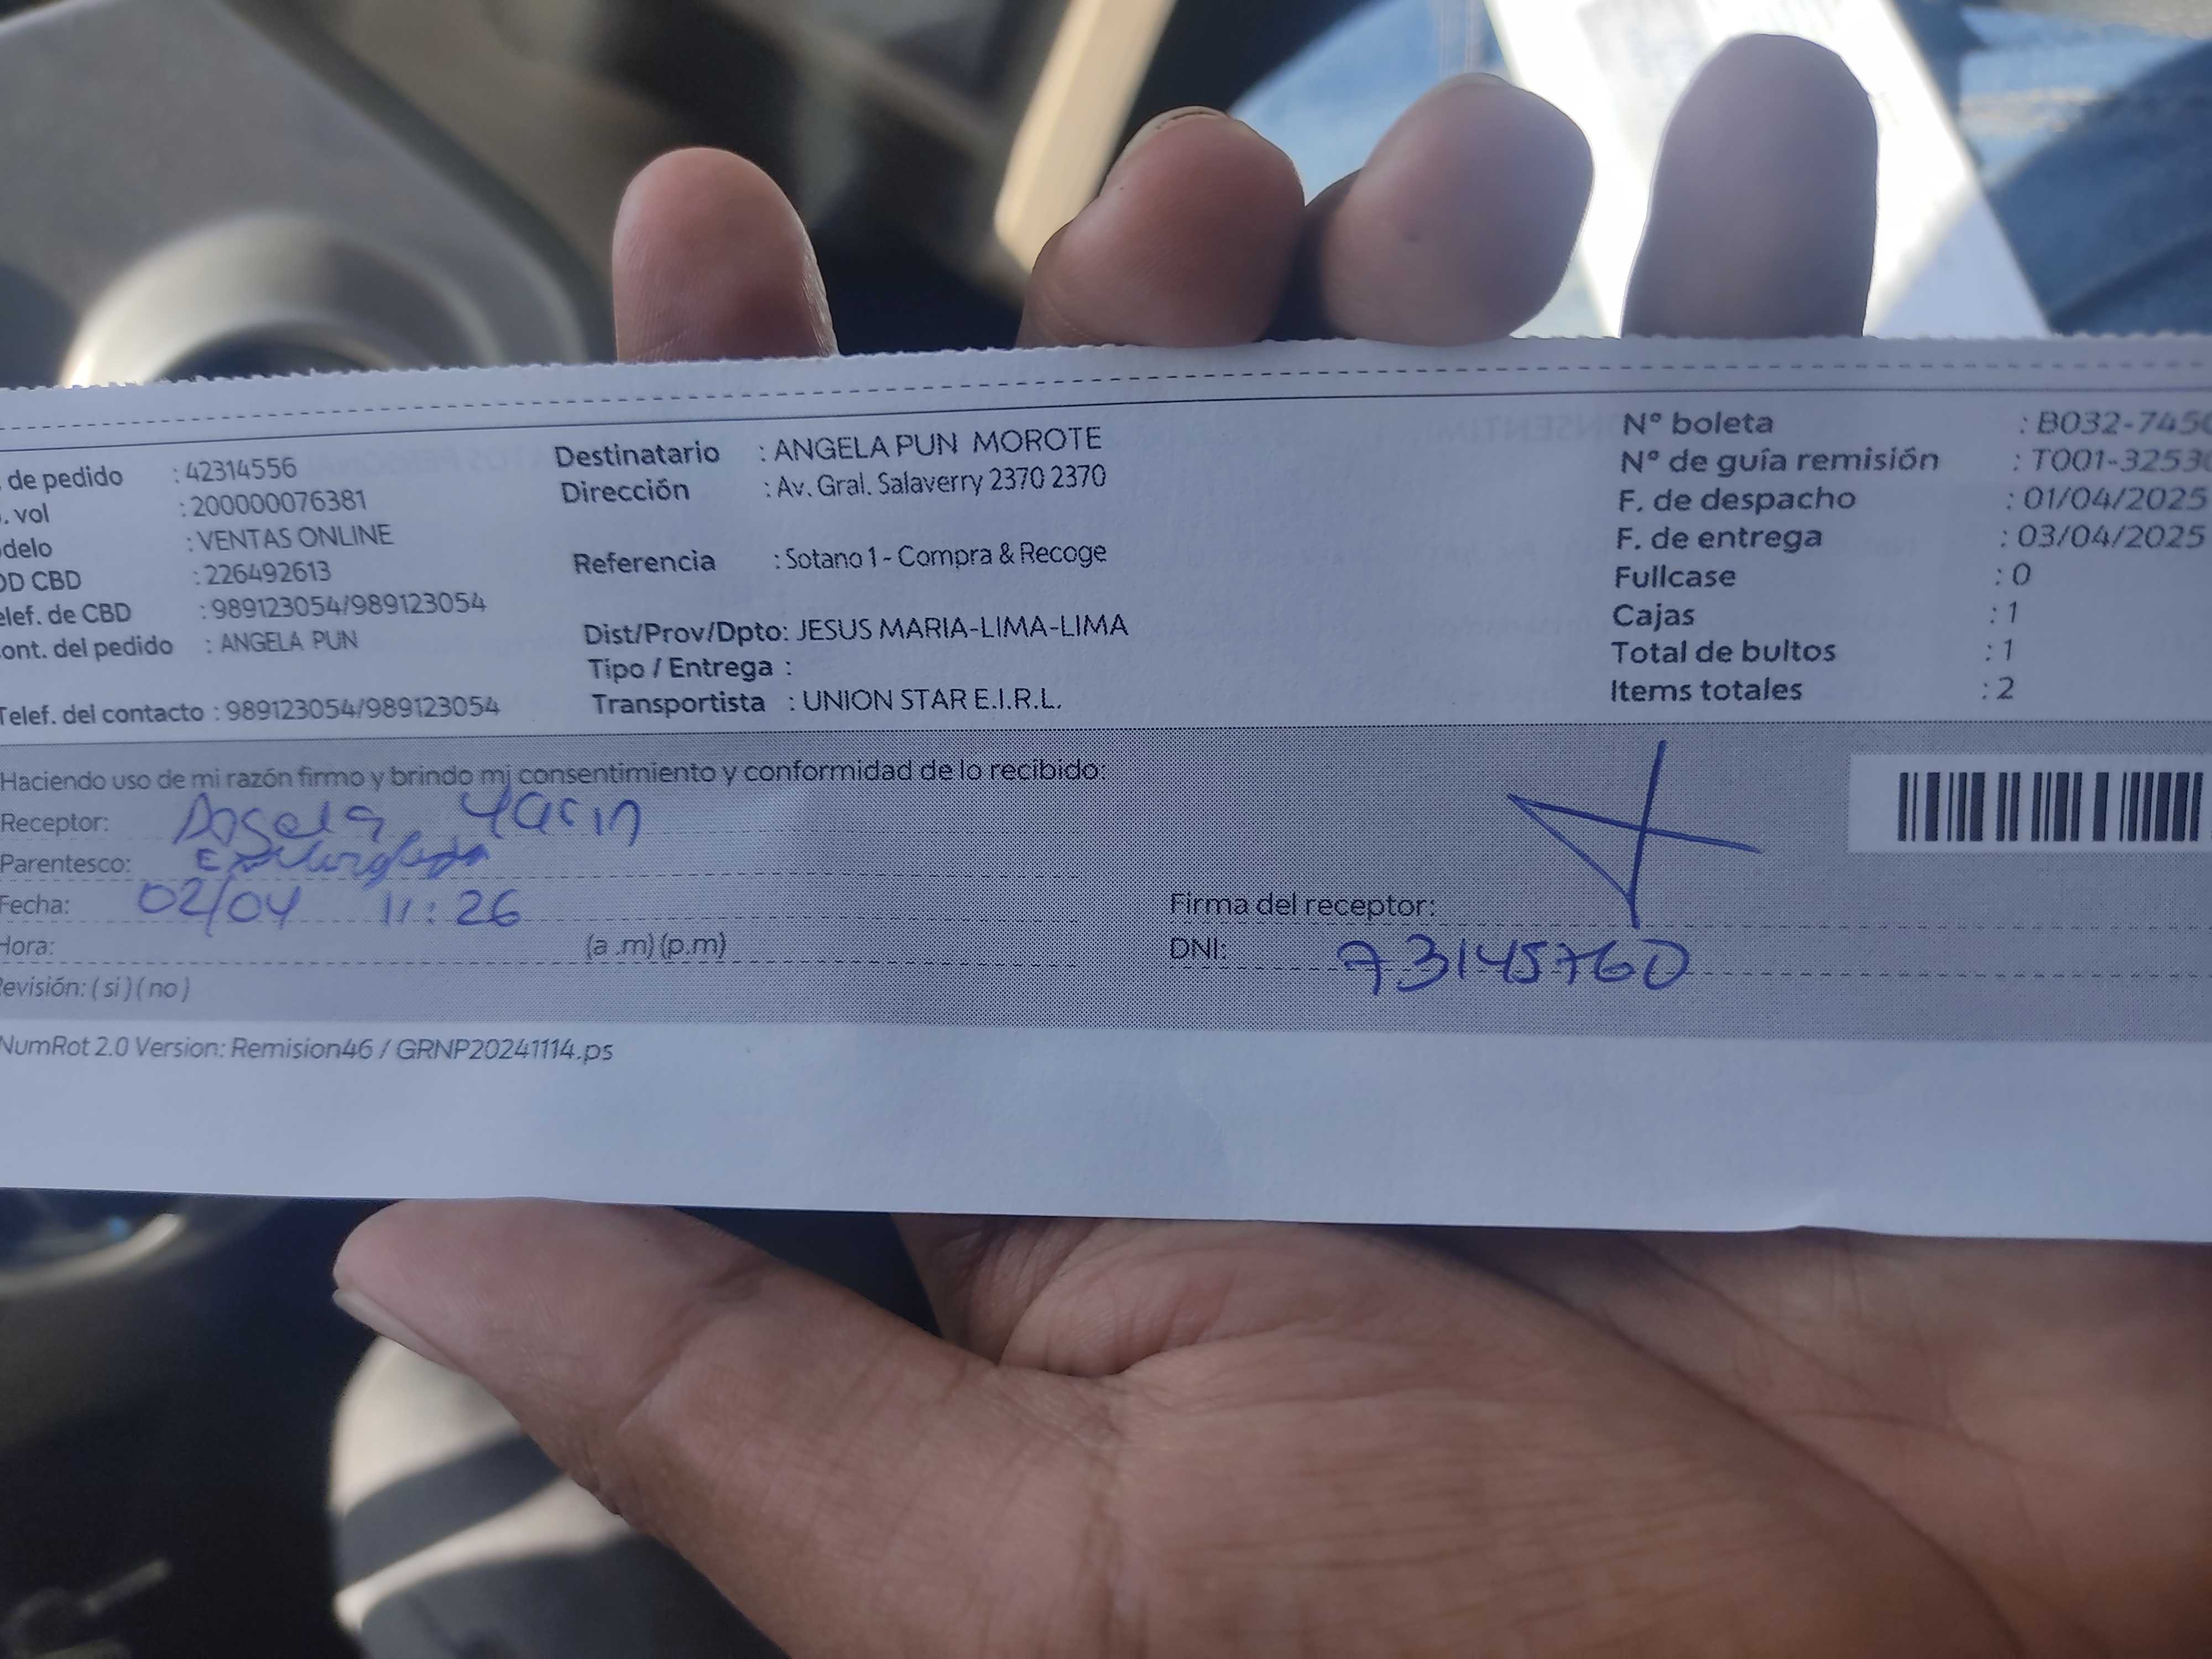 de pedido : 42314556
. vol : 200000076381
delo : VENTAS ONLINE
OD CBD : 226492613
elef. de CBD : 989123054/989123054
ont. del pedido : ANGELA PUN
Telef. del contacto : 989123054/989123054
Destinatario : ANGELA PUN MOROTE
Dirección : Av. Gral. Salaverry 2370 2370
Referencia : Sotano 1 - Compra & Recoge
Dist/Prov/Dpto: JESUS MARIA-LIMA-LIMA
Tipo / Entrega :
Transportista : UNION STAR E.I.R.L.
N° boleta : B032-745
N° de guía remisión : T001-3253
F. de despacho : 01/04/2025
F. de entrega : 03/04/2025
Fullcase : 0
Cajas : 1
Total de bultos : 1
Items totales : 2
Haciendo uso de mi razón firmo y brindo mi consentimiento y conformidad de lo recibido:
Receptor:
Parentesco:
Fecha: 02/04 11:26
Hora: (a .m) (p.m)
Revisión: ( si ) ( no )
Firma del receptor:
DNI: 73145760
NumRot 2.0 Version: Remision46 / GRNP20241114.ps